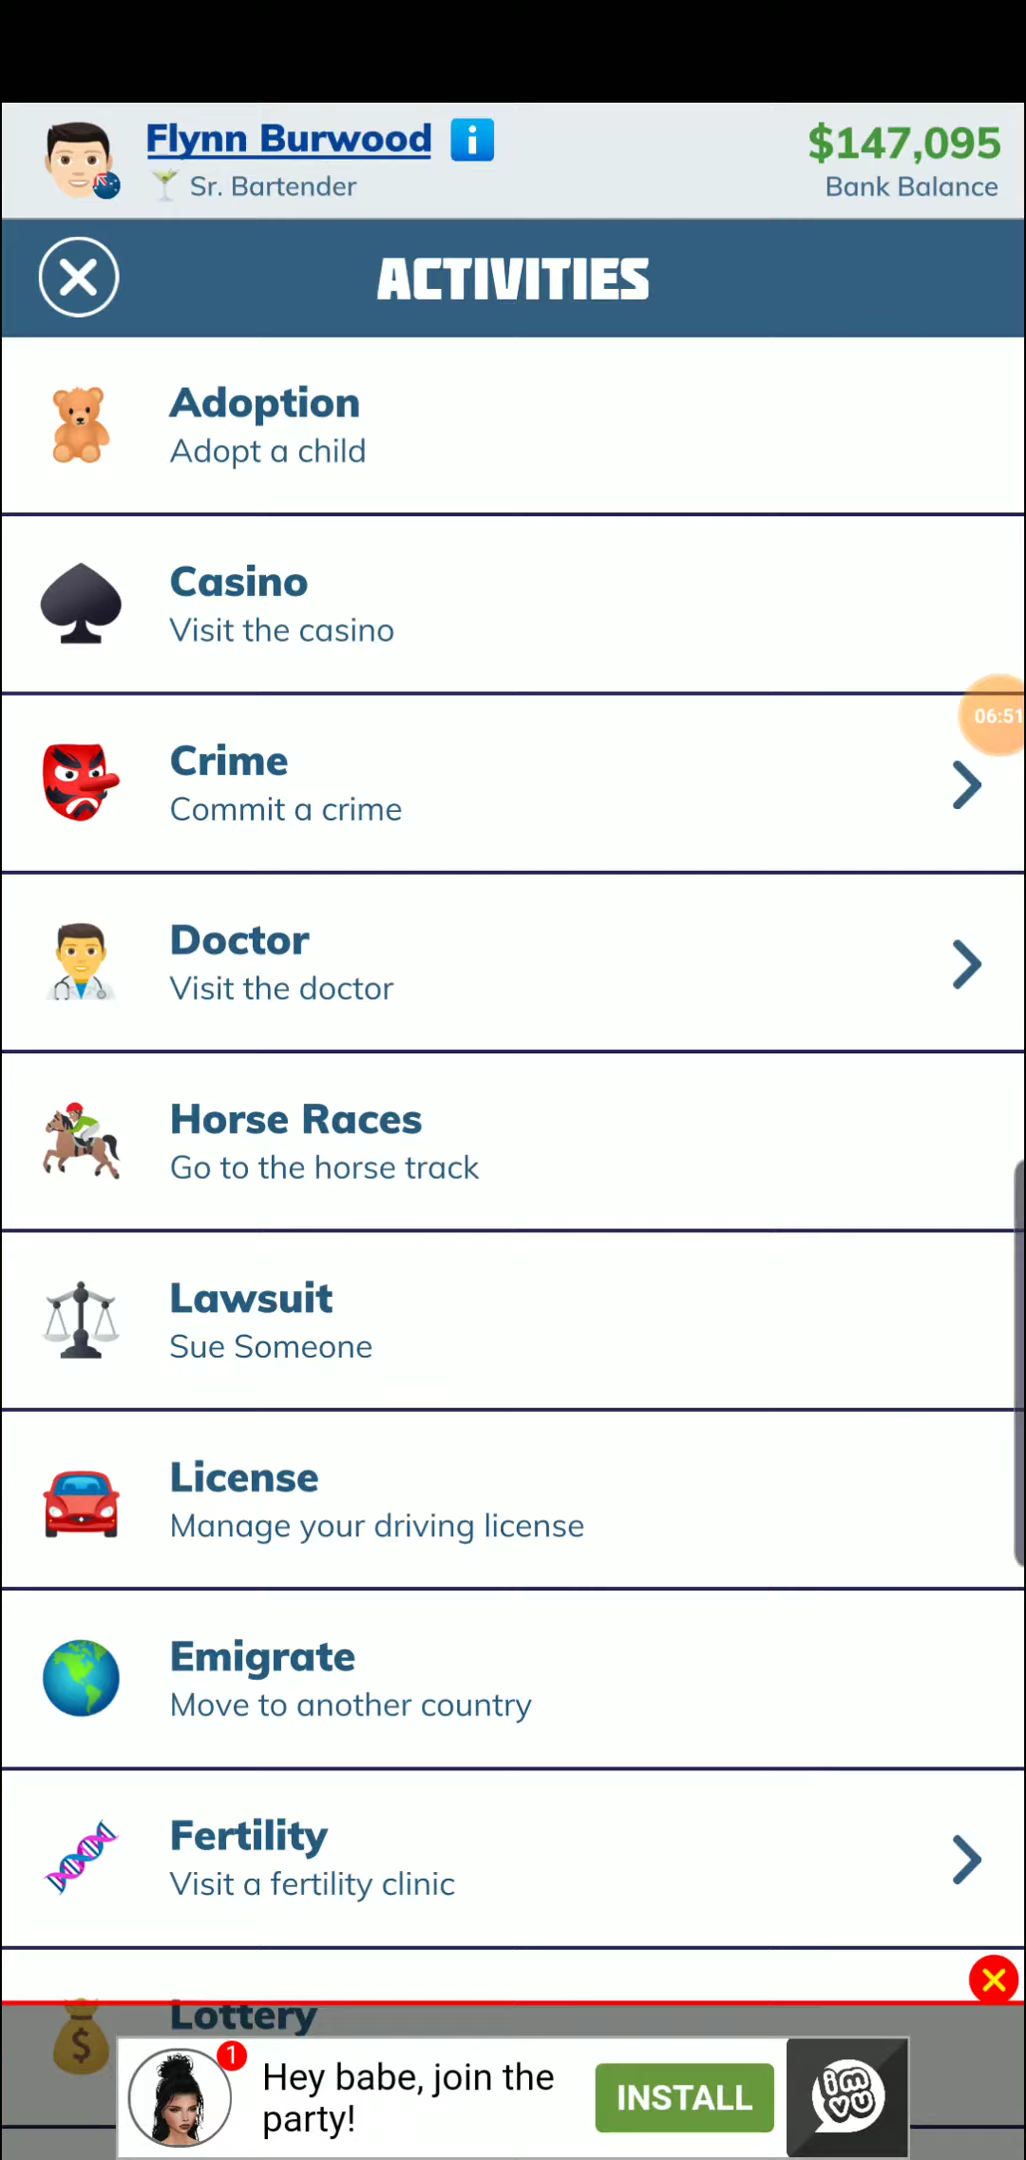 Flynn Burwood
Sr. Bartender
$147,095
Bank Balance
ACTIVITIES
Adoption
Adopt a child
Casino
Visit the casino
06:51
Crime
Commit a crime
Doctor
Visit the doctor
Horse Races
Go to the horse track
Lawsuit
Sue Someone
License
Manage your driving license
Emigrate
Move to another country
Fertility
Visit a fertility clinic
Lottery
1
Hey babe, join the
party!
INSTALL
imvu